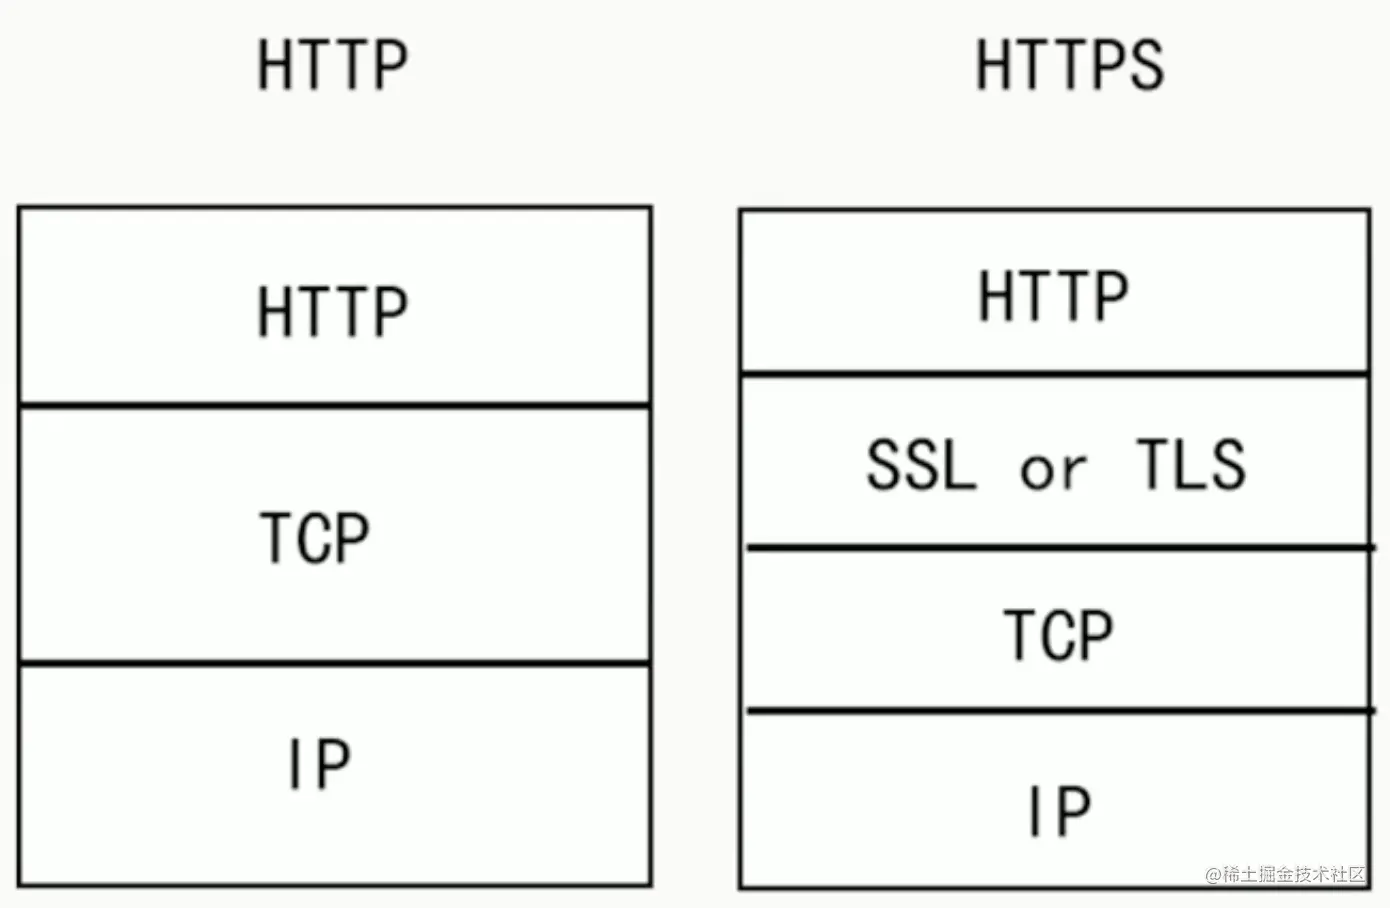 HTTP
HTTP
TCP
IP
HTTPS
HTTP
SSL or TLS
TCP
IP
@稀土掘金技术社区